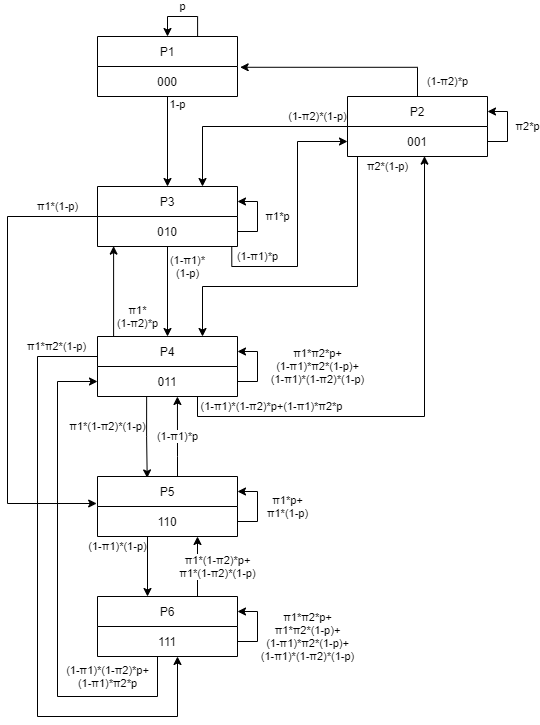 p
P1
000
1-p
(1-π2)*p
P2
001
π2*p
(1-π2)*(1-p)
π2*(1-p)
P3
010
π1*(1-p)
π1*p
(1-π1)*
(1-p)
(1-π1)*p
π1*
(1-π2)*p
π1*π2*(1-p)
P4
011
π1*π2*p+
(1-π1)*π2*(1-p)+
(1-π1)*(1-π2)*(1-p)
(1-π1)*(1-π2)*p+(1-π1)*π2*p
π1*(1-π2)*(1-p)
(1-π1)*p
P5
110
π1*p+
π1*(1-p)
(1-π1)*(1-p)
π1*(1-π2)*p+
π1*(1-π2)*(1-p)
P6
111
π1*π2*p+
π1*π2*(1-p)+
(1-π1)*π2*(1-p)+
(1-π1)*(1-π2)*(1-p)
(1-π1)*(1-π2)*p+
(1-π1)*π2*p